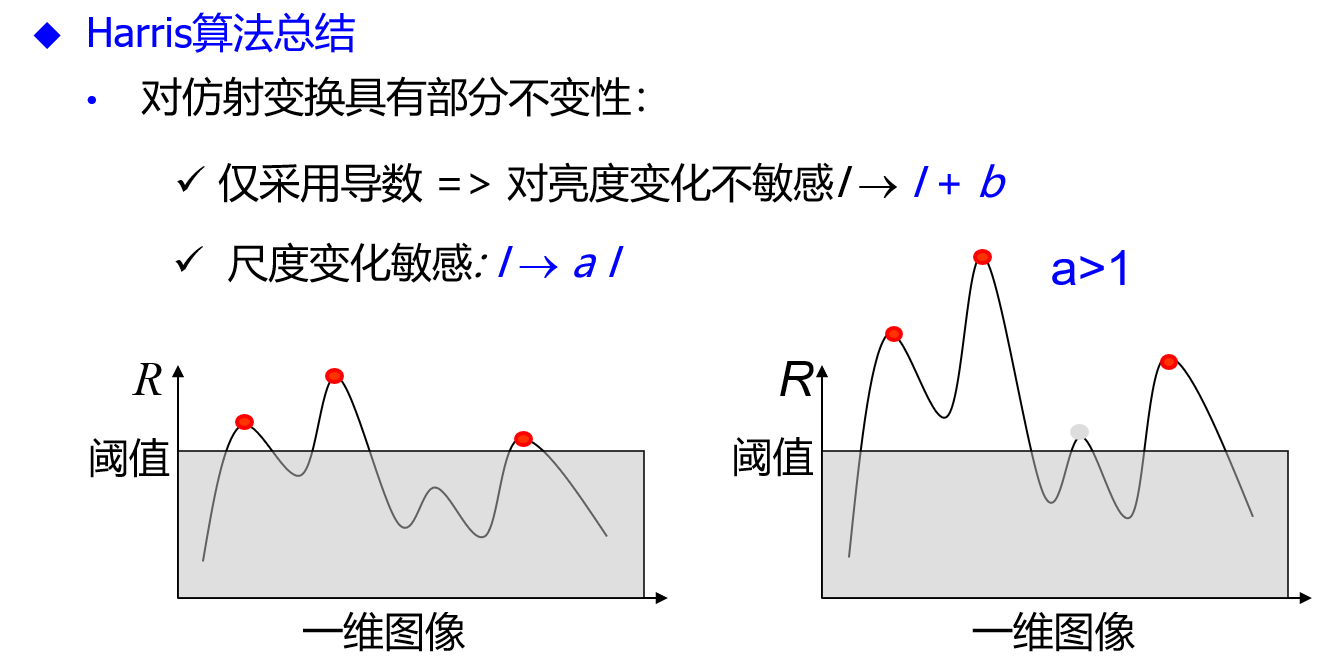 ◆ Harris算法总结
• 对仿射变换具有部分不变性：
✓ 仅采用导数 => 对亮度变化不敏感 I → I + b
✓ 尺度变化敏感: I → a I
a>1
R
阈值
一维图像
R
阈值
一维图像